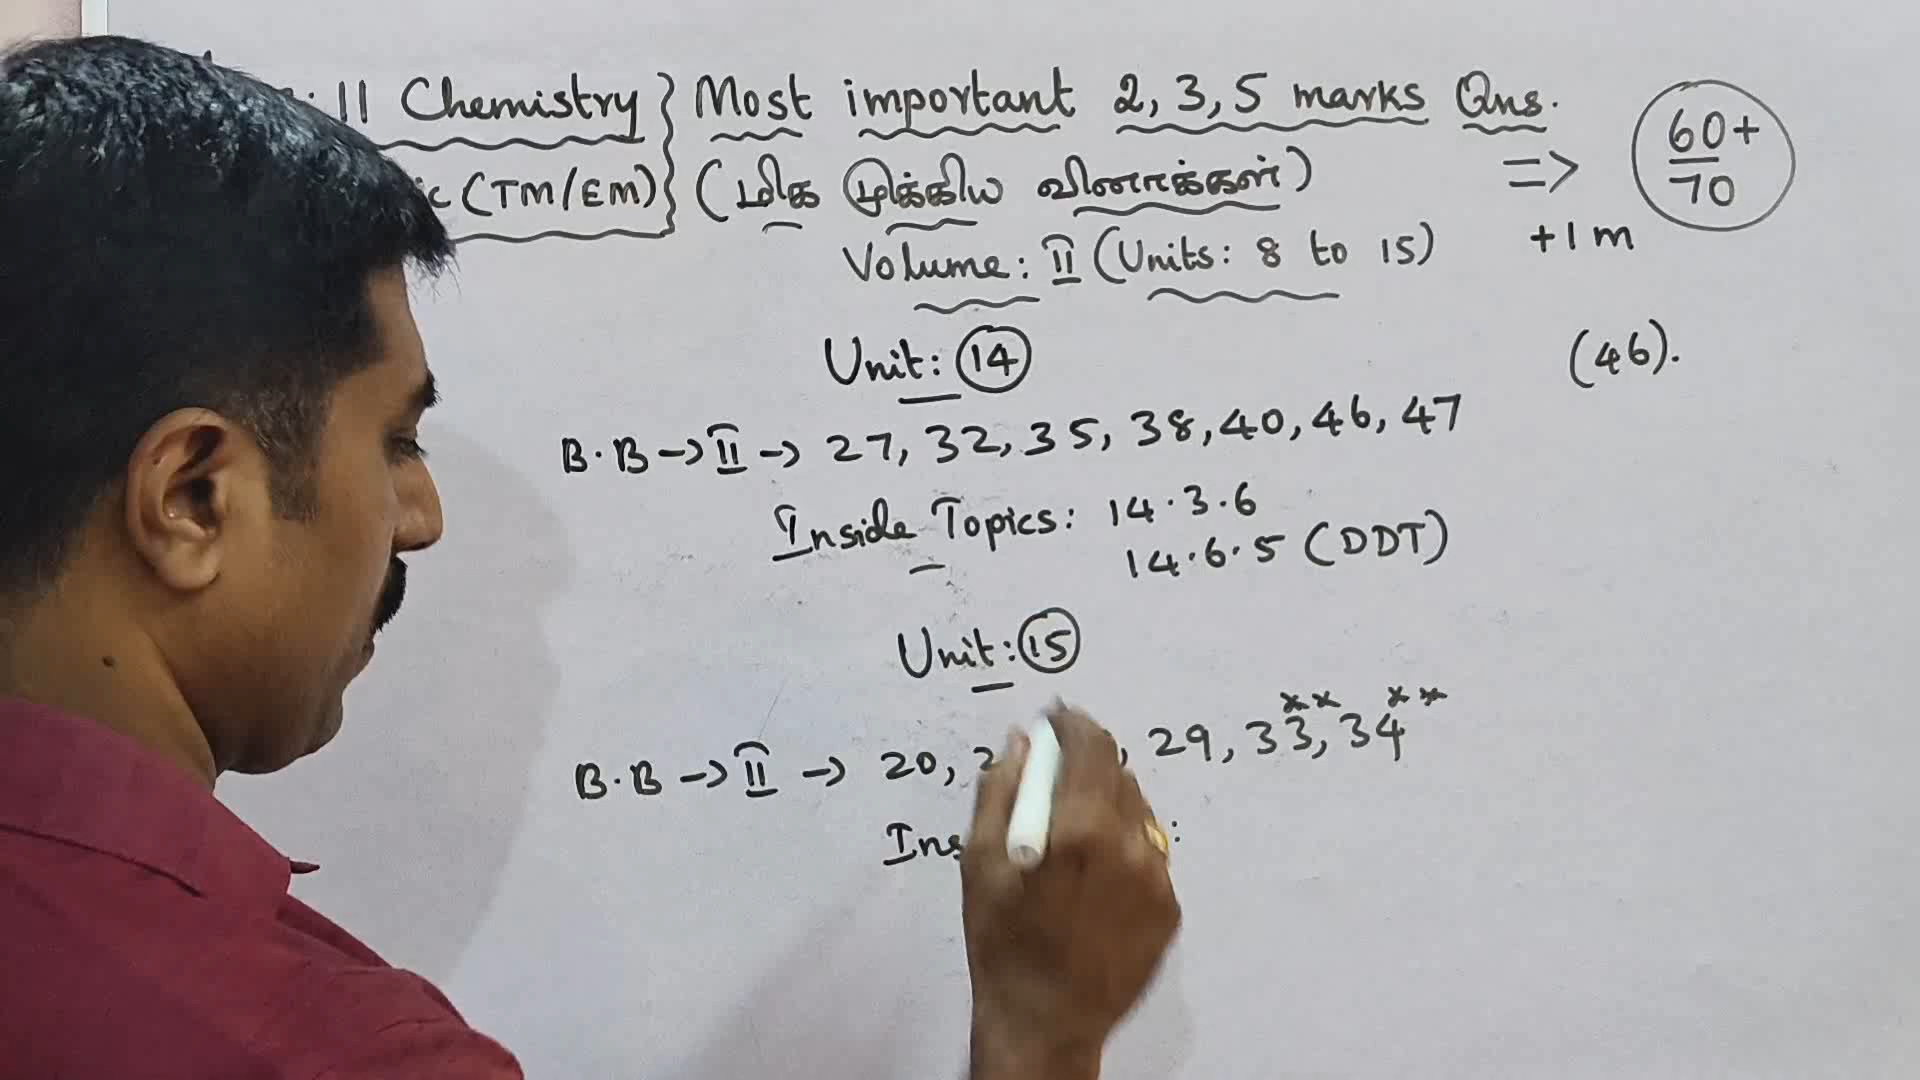 11 Chemistry } Most important 2, 3, 5 marks Qns.
(TM/EM) } (மிக முக்கிய வினாக்கள்) => 60+/70
Volume: II (Units: 8 to 15) +1m
Unit: 14 (46).
B.B → II → 27, 32, 35, 38, 40, 46, 47
Inside Topics: 14.3.6
14.6.5 (DDT)
Unit: 15
B.B → II → 20, 29, 33**, 34**